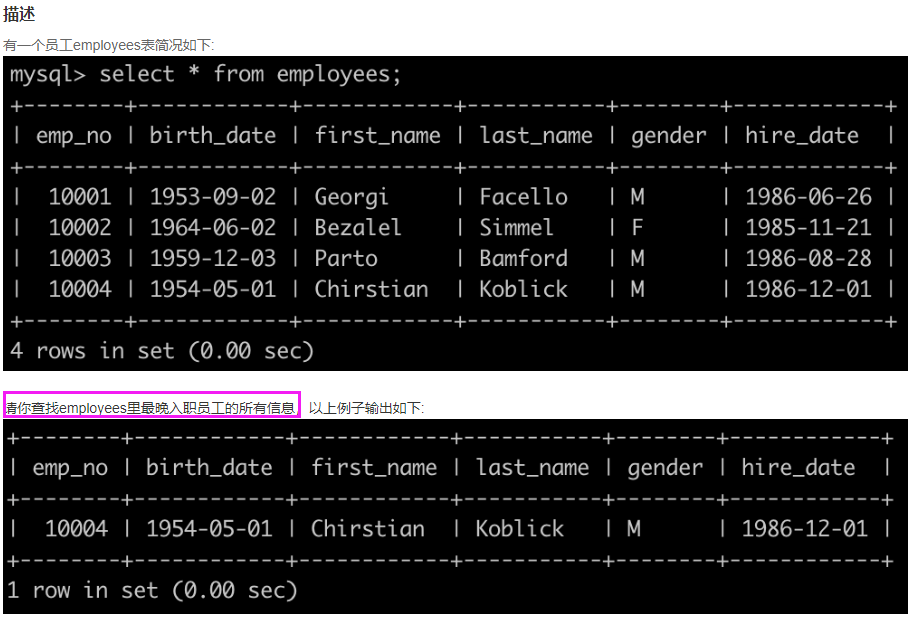 描述
有一个员工employees表简况如下:
mysql> select * from employees;
+--------+------------+------------+-----------+--------+------------+
| emp_no | birth_date | first_name | last_name | gender | hire_date |
+--------+------------+------------+-----------+--------+------------+
| 10001 | 1953-09-02 | Georgi | Facello | M | 1986-06-26 |
| 10002 | 1964-06-02 | Bezalel | Simmel | F | 1985-11-21 |
| 10003 | 1959-12-03 | Parto | Bamford | M | 1986-08-28 |
| 10004 | 1954-05-01 | Chirstian | Koblick | M | 1986-12-01 |
+--------+------------+------------+-----------+--------+------------+
4 rows in set (0.00 sec)
请你查找employees里最晚入职员工的所有信息 以上例子输出如下:
+--------+------------+------------+-----------+--------+------------+
| emp_no | birth_date | first_name | last_name | gender | hire_date |
+--------+------------+------------+-----------+--------+------------+
| 10004 | 1954-05-01 | Chirstian | Koblick | M | 1986-12-01 |
+--------+------------+------------+-----------+--------+------------+
1 row in set (0.00 sec)